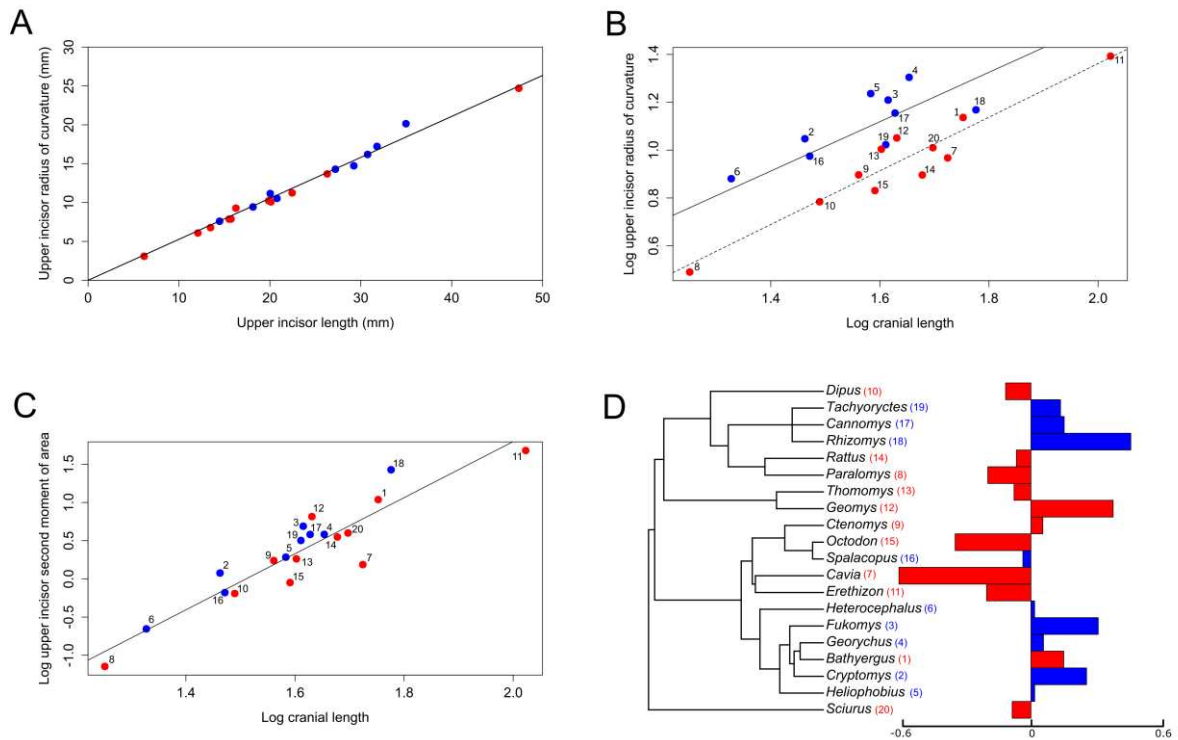 A
Upper incisor radius of curvature (mm)
30
25
20
15
10
5
0
0 10 20 30 40 50
Upper incisor length (mm)
B
Log upper incisor radius of curvature
1.4
1.2
1.0
0.8
0.6
11
4
5
3
17
18
1
2
12
19
13
20
16
7
6
9
14
15
10
8
1.4 1.6 1.8 2.0
Log cranial length
C
Log upper incisor second moment of area
1.5
1.0
0.5
0.0
-0.5
-1.0
11
18
1
12
3
17 4
20
19
14
5
9
13
7
2
15
10
16
6
8
1.4 1.6 1.8 2.0
Log cranial length
D
Dipus (10)
Tachyoryctes (19)
Cannomys (17)
Rhizomys (18)
Rattus (14)
Paralomys (8)
Thomomys (13)
Geomys (12)
Ctenomys (9)
Octodon (15)
Spalacopus (16)
Cavia (7)
Erethizon (11)
Heterocephalus (6)
Fukomys (3)
Georychus (4)
Bathyergus (1)
Cryptomys (2)
Heliophobius (5)
Sciurus (20)
-0.6 0 0.6